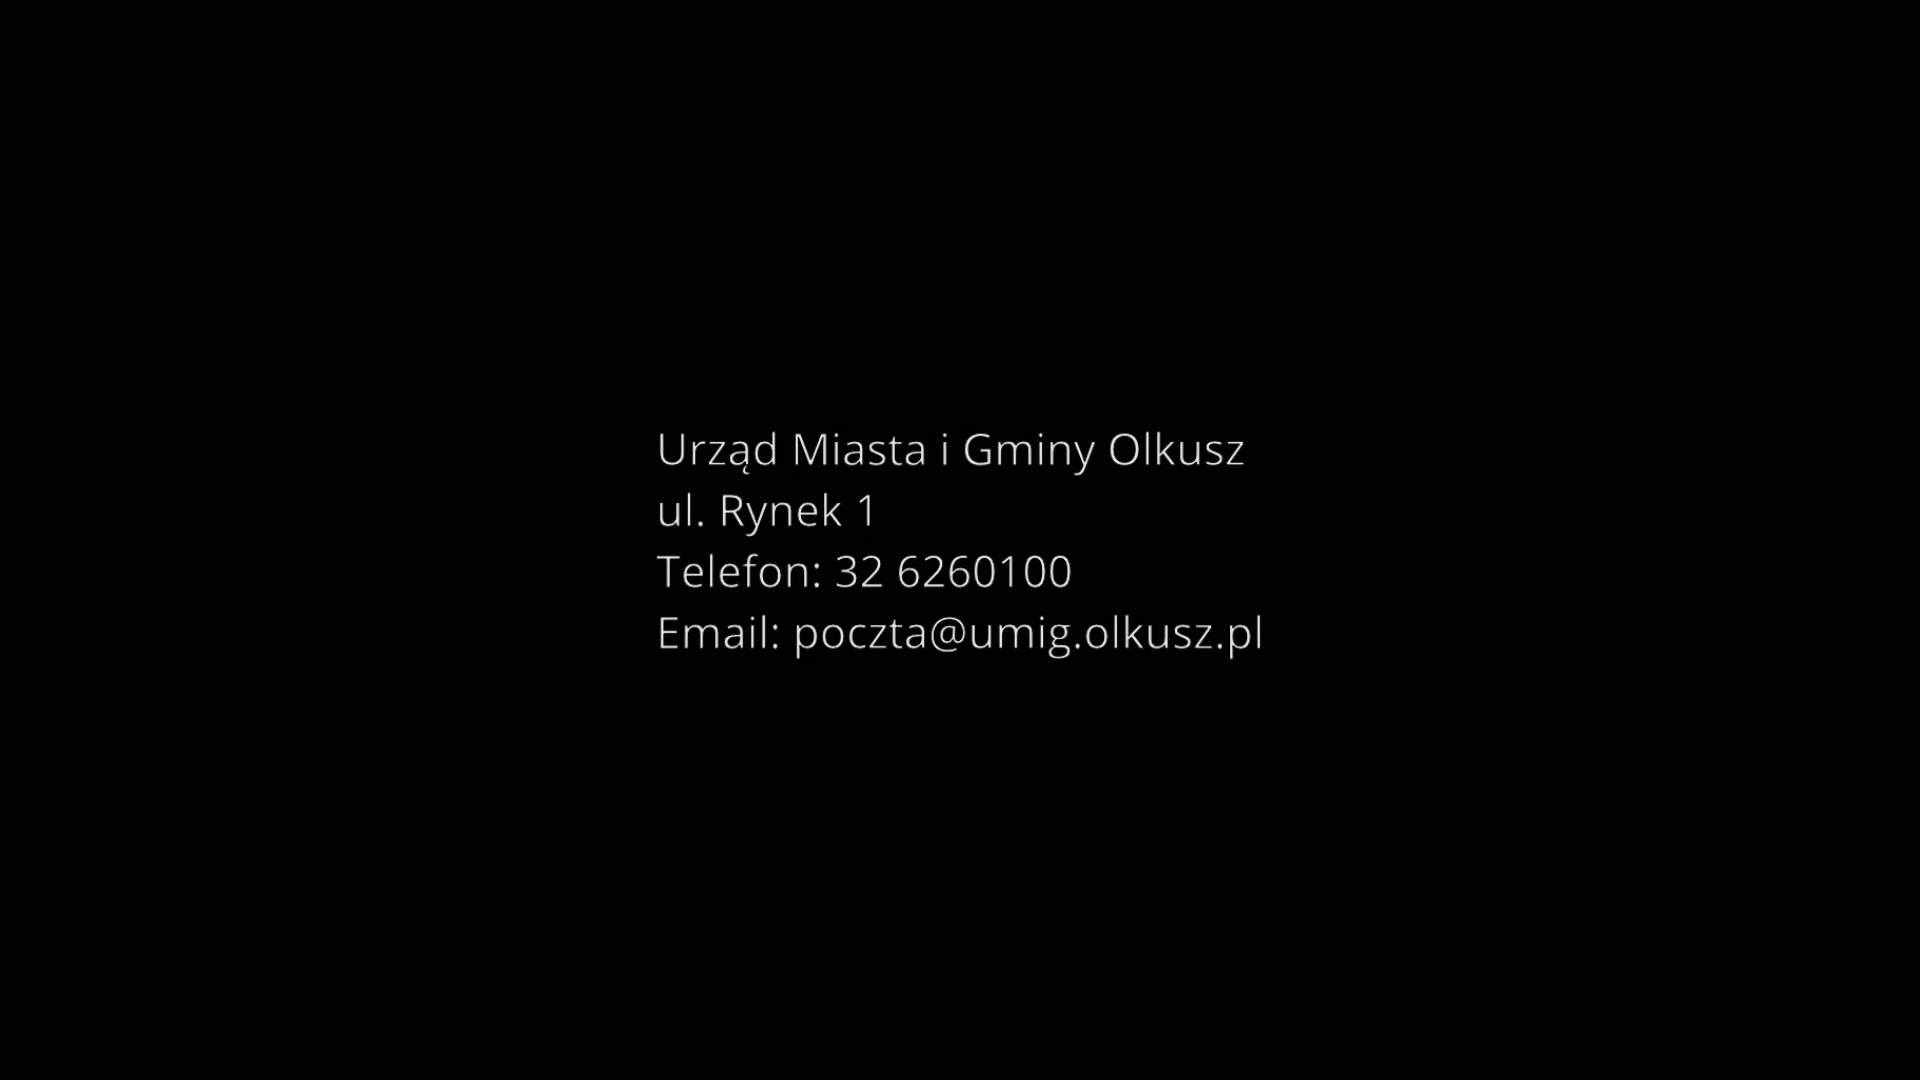 Urząd Miasta i Gminy Olkusz
ul. Rynek 1
Telefon: 32 6260100
Email: poczta@umig.olkusz.pl